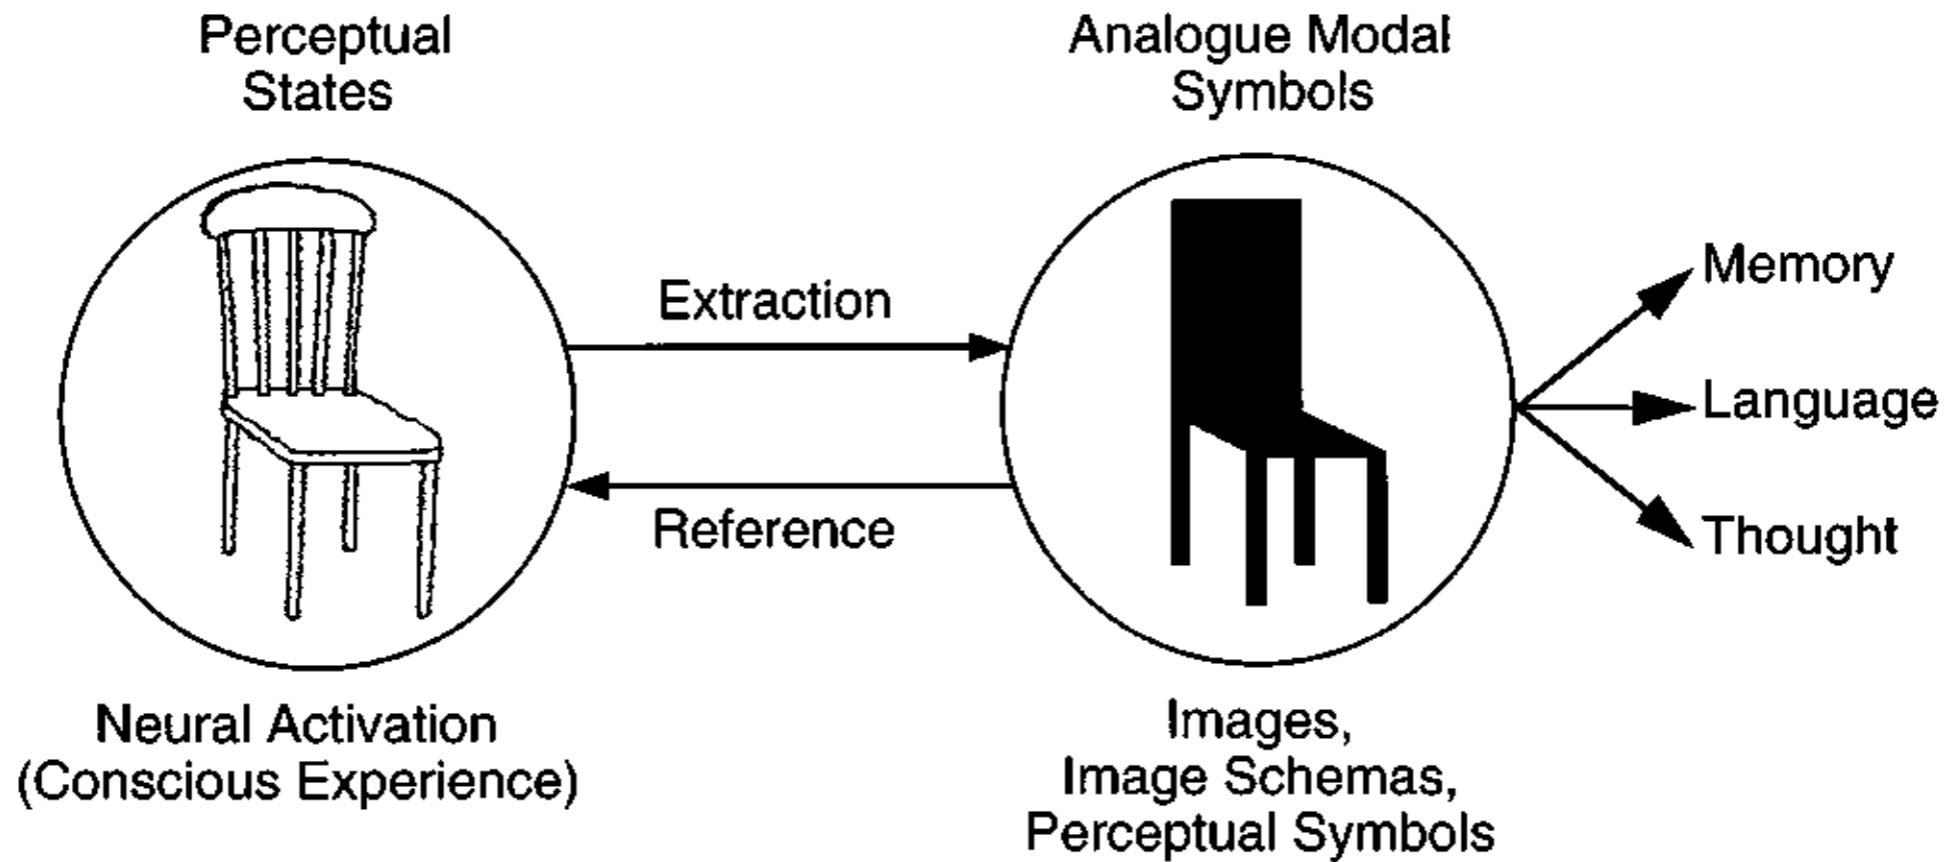 Perceptual
States
Analogue Modal
Symbols
Extraction
Reference
Memory
Language
Thought
Neural Activation
(Conscious Experience)
Images,
Image Schemas,
Perceptual Symbols